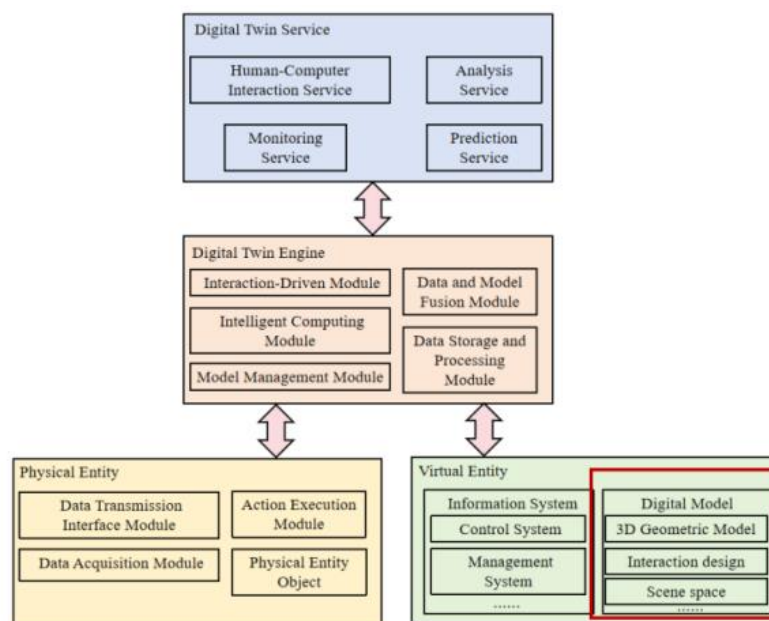 Digital Twin Service
Human-Computer
Interaction Service
Analysis
Service
Monitoring
Service
Prediction
Service
Digital Twin Engine
Interaction-Driven Module
Data and Model
Fusion Module
Intelligent Computing
Module
Data Storage and
Processing
Module
Model Management Module
Physical Entity
Data Transmission
Interface Module
Action Execution
Module
Data Acquisition Module
Physical Entity
Object
Virtual Entity
Information System
Control System
Management
System
......
Digital Model
3D Geometric Model
Interaction design
Scene space
......